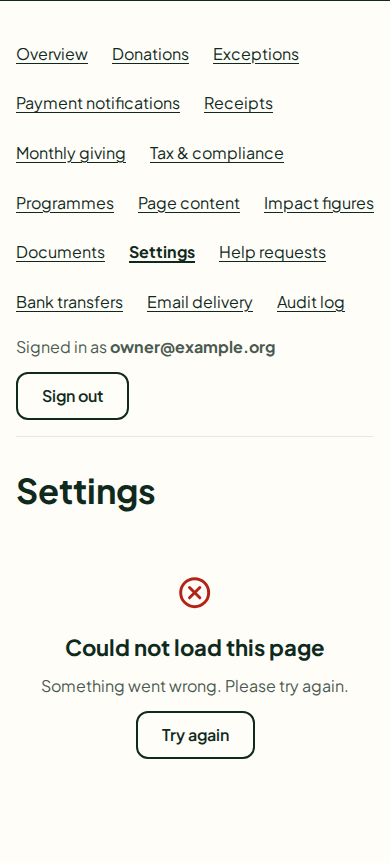 Overview Donations Exceptions
Payment notifications Receipts
Monthly giving Tax & compliance
Programmes Page content Impact figures
Documents Settings Help requests
Bank transfers Email delivery Audit log
Signed in as owner@example.org
Sign out
Settings
Could not load this page
Something went wrong. Please try again.
Try again